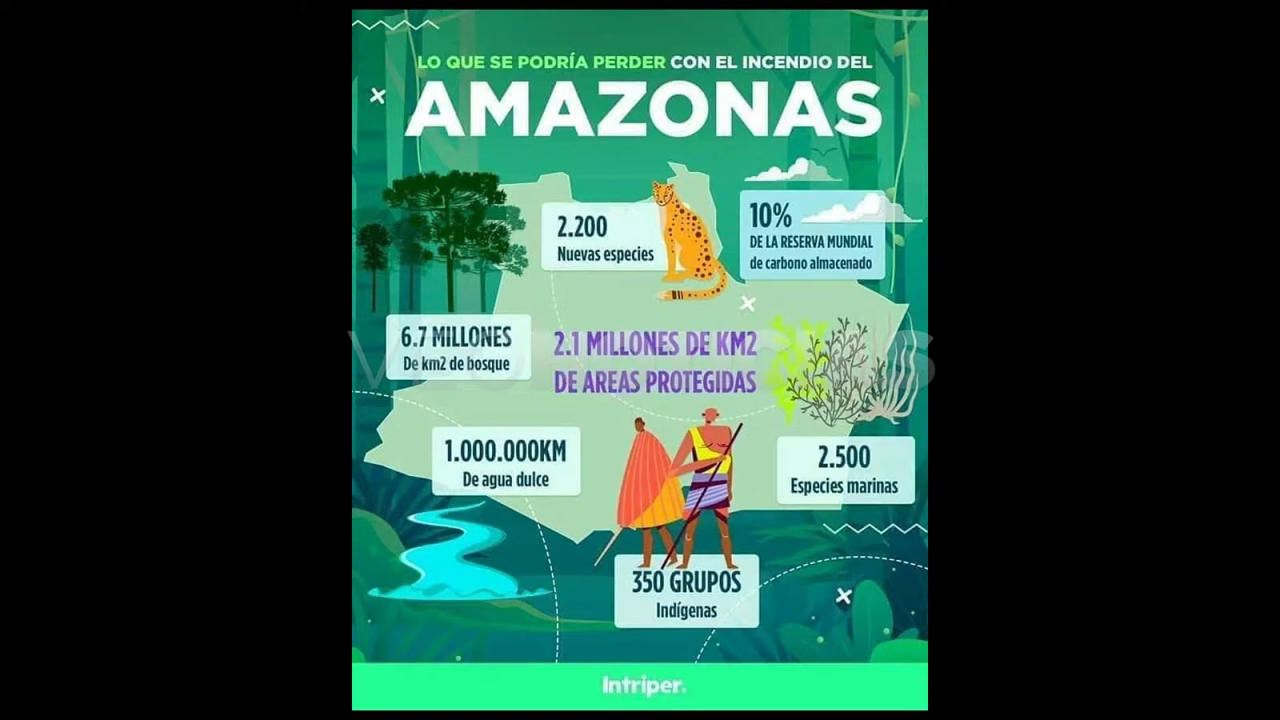 LO QUE SE PODRÍA PERDER CON EL INCENDIO DEL
AMAZONAS
2.200
Nuevas especies
10%
DE LA RESERVA MUNDIAL
de carbono almacenado
6.7 MILLONES
De km2 de bosque
2.1 MILLONES DE KM2
DE AREAS PROTEGIDAS
1.000.000KM
De agua dulce
2.500
Especies marinas
350 GRUPOS
Indígenas
Intriper.